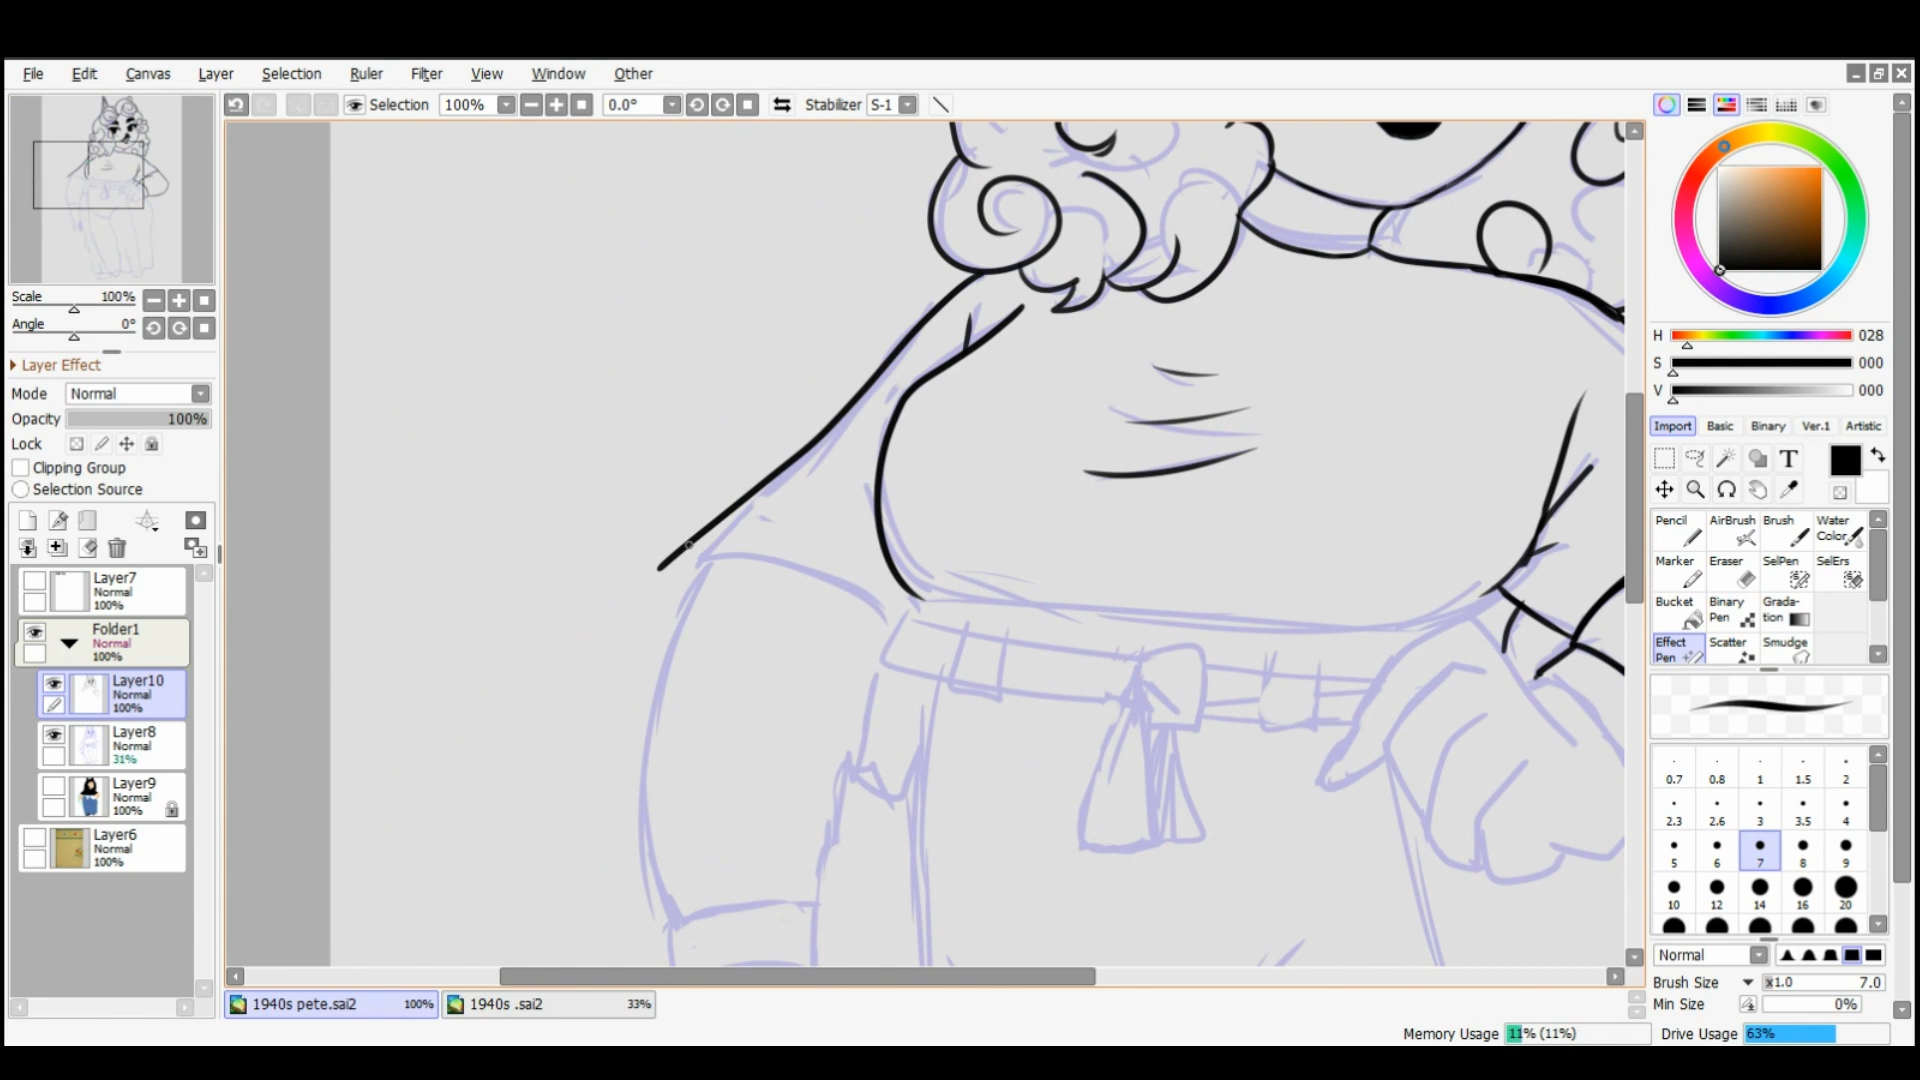 File Edit Canvas Layer Selection Ruler Filter View Window Other
Selection 100% 0.0° Stabilizer S-1
Scale 100%
Angle 0°
Layer Effect
Mode Normal
Opacity 100%
Lock
Clipping Group
Selection Source
Layer7
Normal
100%
Folder1
Normal
100%
Layer10
Normal
100%
Layer8
Normal
31%
Layer9
Normal
100%
Layer6
Normal
100%
H 028
S 000
V 000
Import Basic Binary Ver.1 Artistic
T
Pencil AirBrush Brush Water Color
Marker Eraser SelPen SelErs
Bucket Binary Pen Grada-tion
Effect Pen Scatter Smudge
0.7 0.8 1 1.5 2
2.3 2.6 3 3.5 4
5 6 7 8 9
10 12 14 16 20
Normal
Brush Size x1.0 7.0
Min Size 0%
1940s pete.sai2 100% 1940s .sai2 33%
Memory Usage 11% (11%) Drive Usage 63%